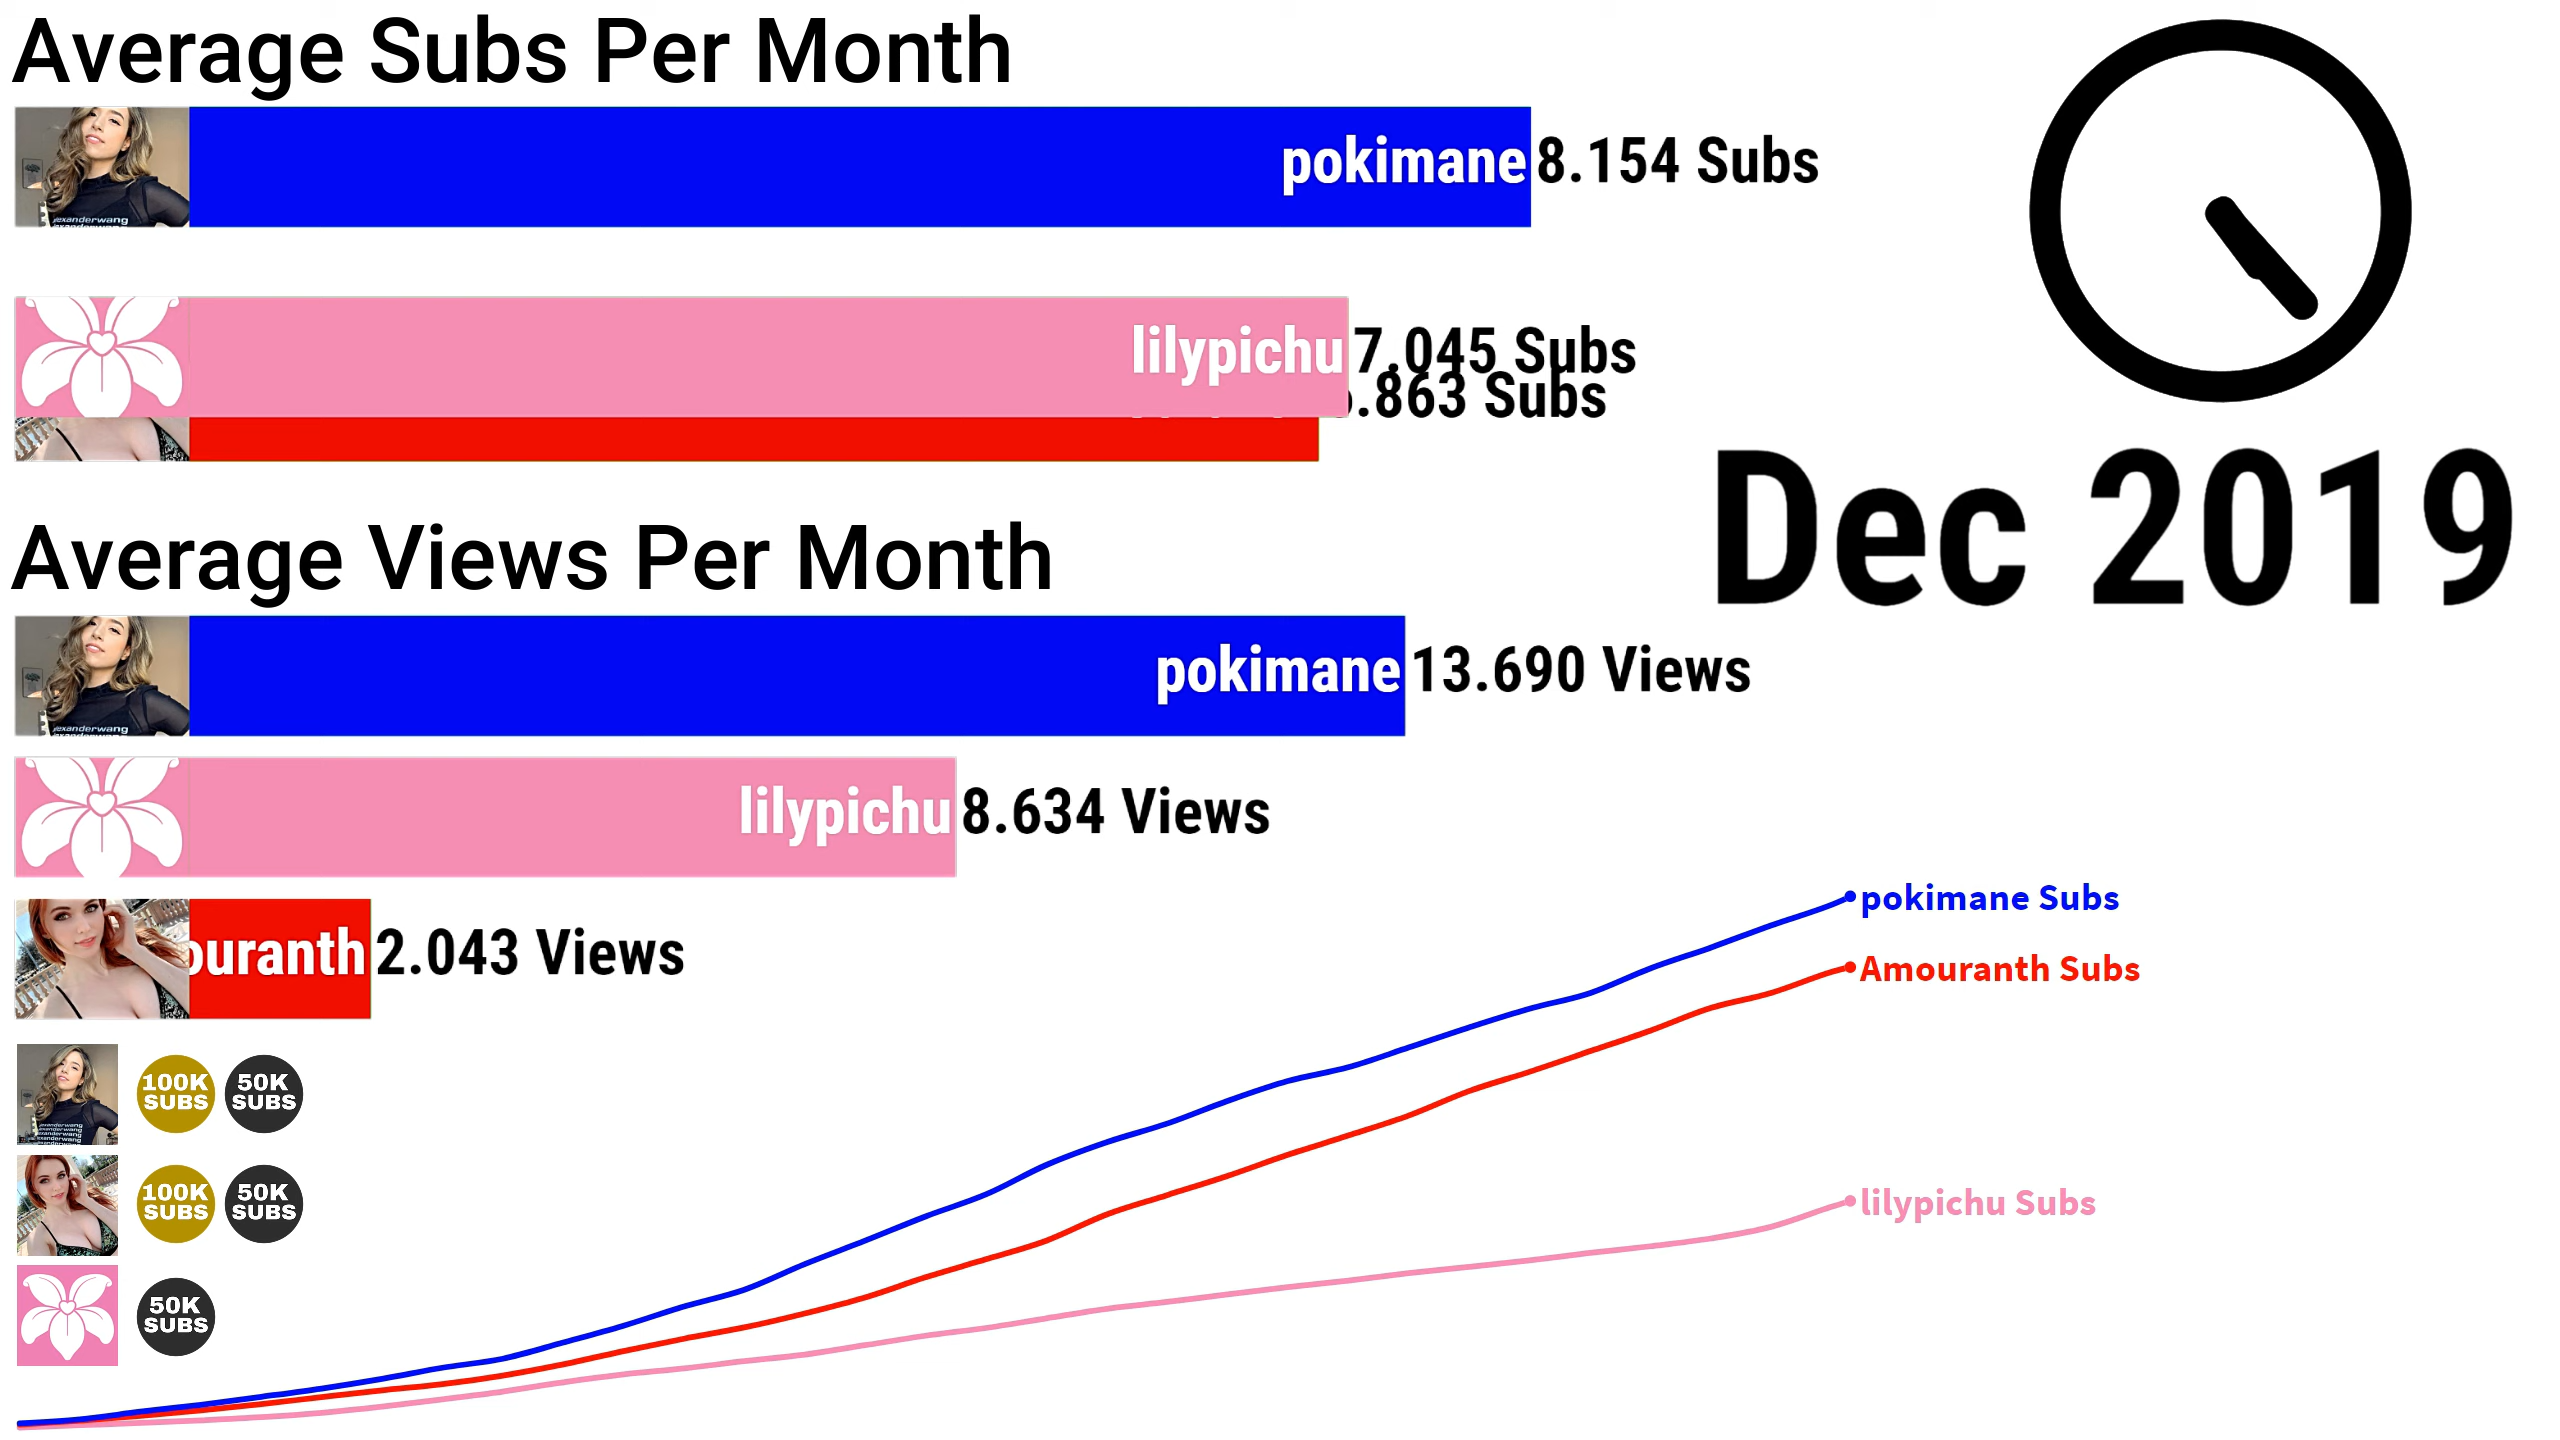 Average Subs Per Month
pokimane 8.154 Subs
lilypichu 7.045 Subs
.863 Subs
Dec 2019
Average Views Per Month
pokimane 13.690 Views
lilypichu 8.634 Views
ouranth 2.043 Views
pokimane Subs
Amouranth Subs
100K SUBS 50K SUBS
100K SUBS 50K SUBS
lilypichu Subs
50K SUBS